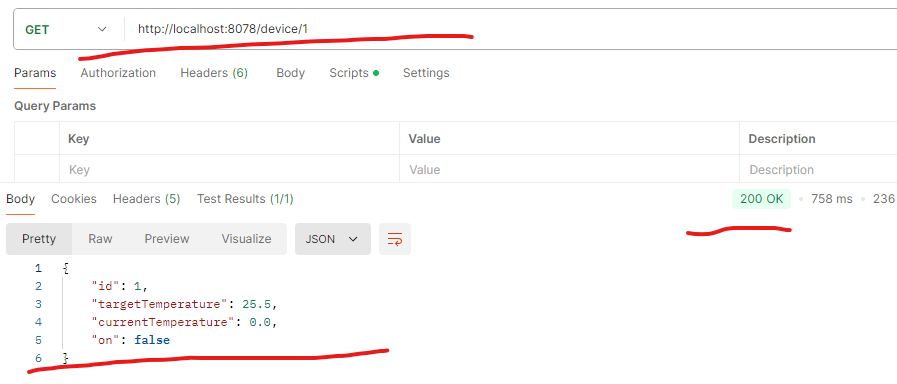 GET http://localhost:8078/device/1
Params Authorization Headers (6) Body Scripts Settings
Query Params
Key Value Description
Key Value Description
Body Cookies Headers (5) Test Results (1/1) 200 OK 758 ms 236
Pretty Raw Preview Visualize JSON
1 {
2 "id": 1,
3 "targetTemperature": 25.5,
4 "currentTemperature": 0.0,
5 "on": false
6 }